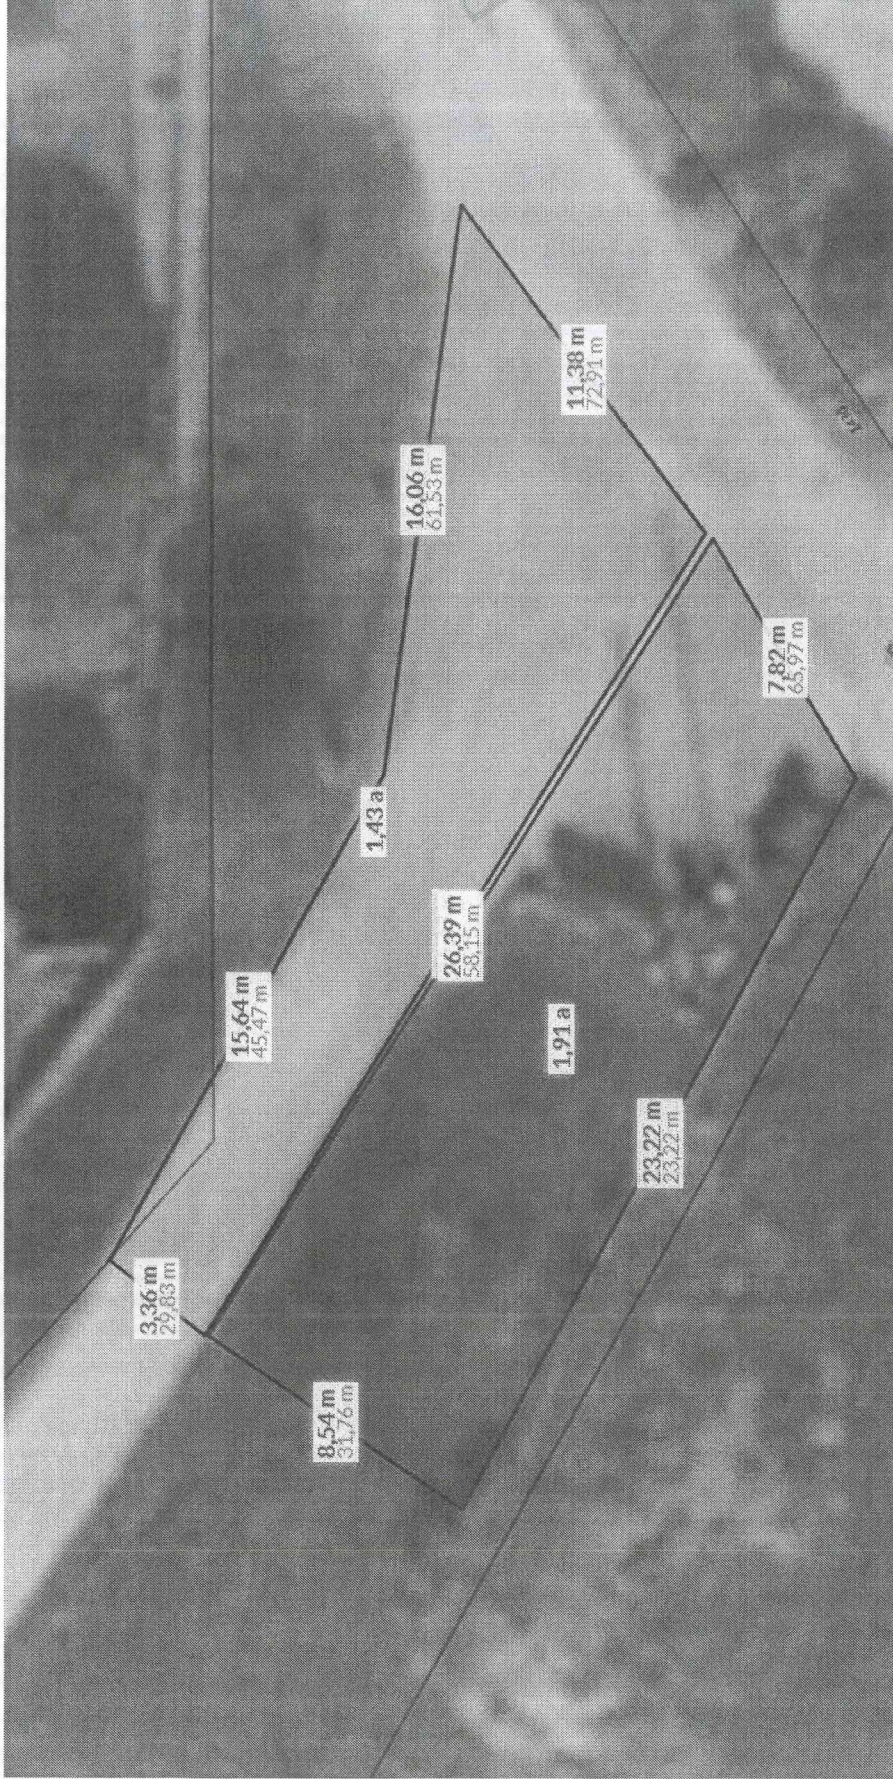 3,36 m
29,83 m
15,64 m
45,47 m
1,43 a
16,06 m
61,53 m
11,38 m
72,91 m
26,39 m
58,15 m
8,54 m
31,76 m
1,91 a
23,22 m
23,22 m
7,82 m
65,97 m